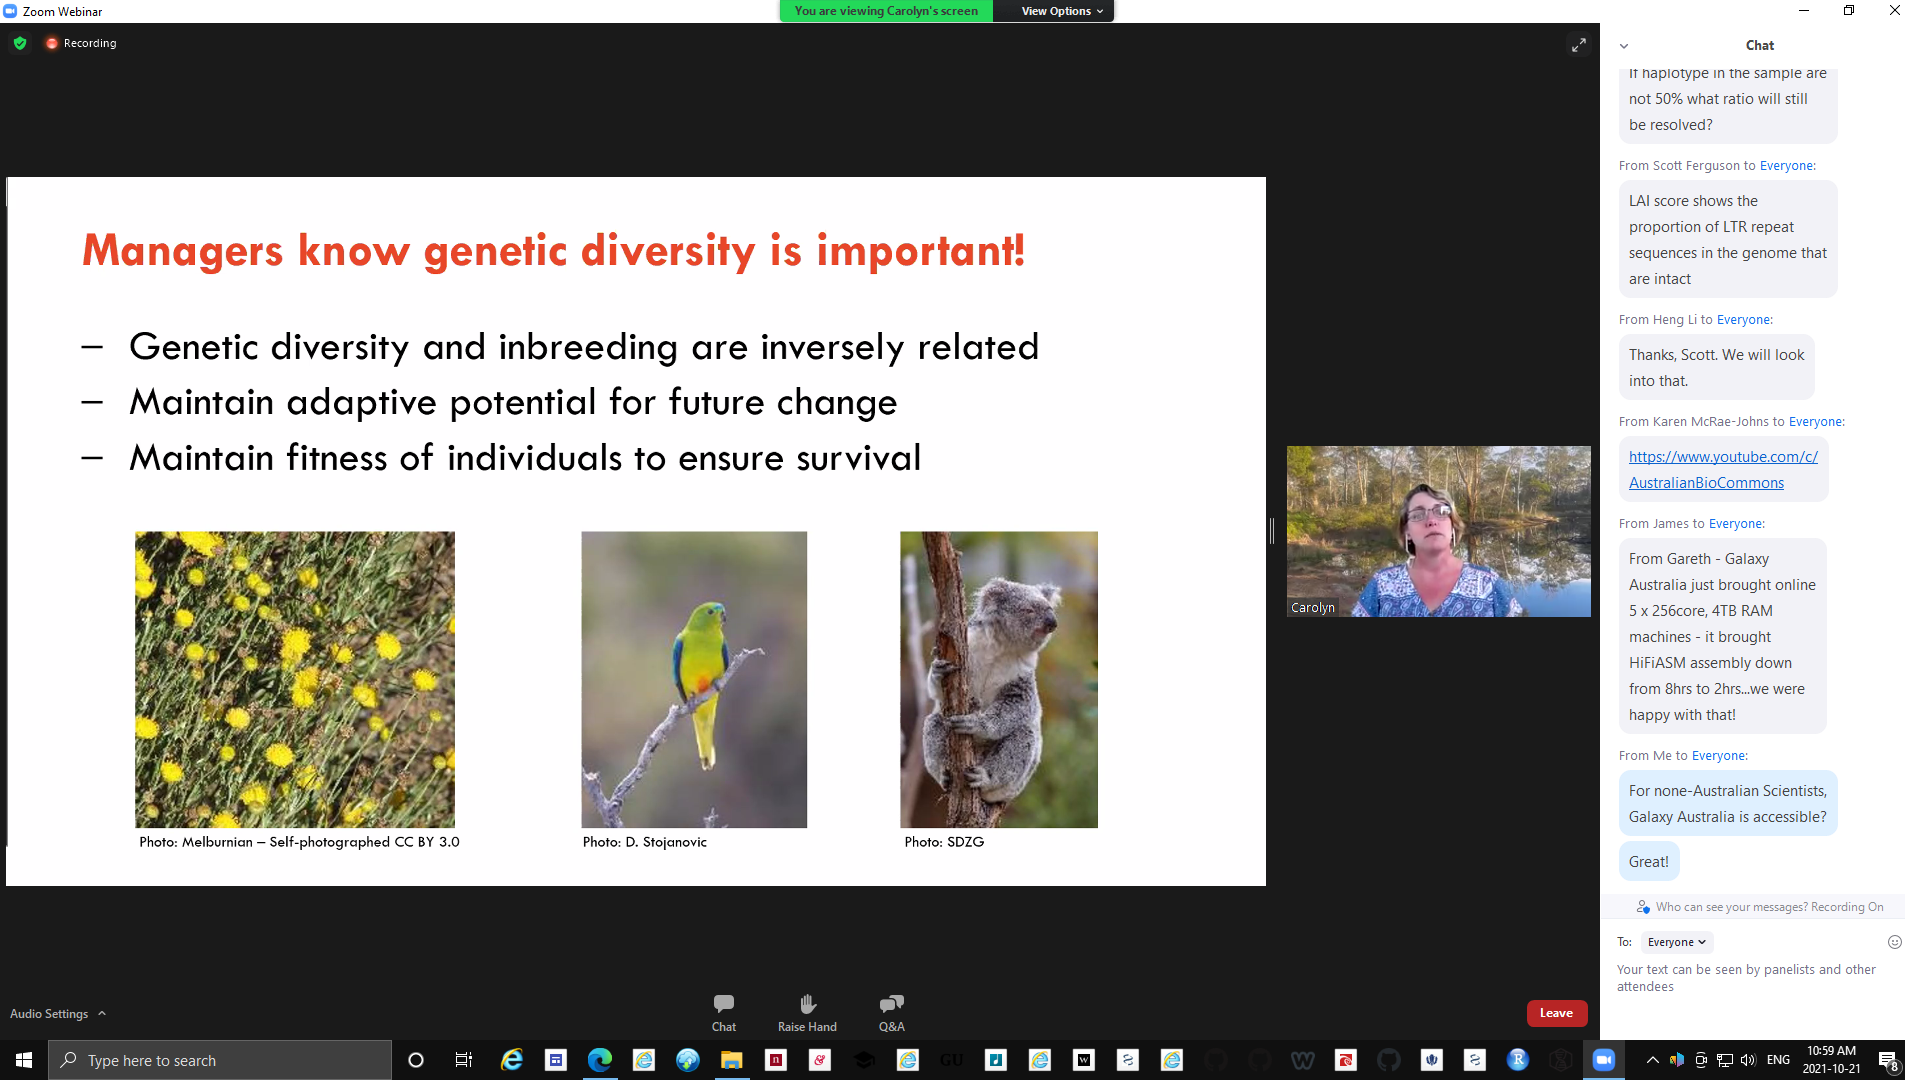 Zoom Webinar
You are viewing Carolyn's screen
View Options
Recording
Managers know genetic diversity is important!
– Genetic diversity and inbreeding are inversely related
– Maintain adaptive potential for future change
– Maintain fitness of individuals to ensure survival
Photo: Melburnian – Self-photographed CC BY 3.0
Photo: D. Stojanovic
Photo: SDZG
Carolyn
Chat
If haplotype in the sample are
not 50% what ratio will still
be resolved?
From Scott Ferguson to Everyone:
LAI score shows the
proportion of LTR repeat
sequences in the genome that
are intact
From Heng Li to Everyone:
Thanks, Scott. We will look
into that.
From Karen McRae-Johns to Everyone:
https://www.youtube.com/c/
AustralianBioCommons
From James to Everyone:
From Gareth - Galaxy
Australia just brought online
5 x 256core, 4TB RAM
machines - it brought
HiFiASM assembly down
from 8hrs to 2hrs...we were
happy with that!
From Me to Everyone:
For none-Australian Scientists,
Galaxy Australia is accessible?
Great!
Who can see your messages? Recording On
To: Everyone
Your text can be seen by panelists and other
attendees
Audio Settings
Chat
Raise Hand
Q&A
Leave
Type here to search
GU
n
W
R
ENG
10:59 AM
2021-10-21
8